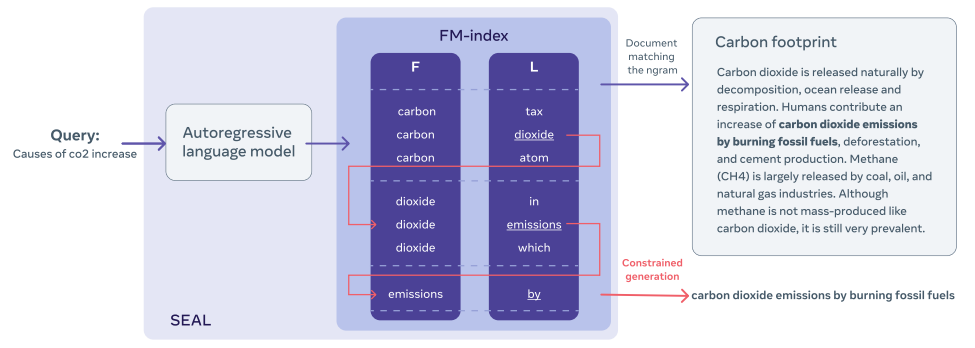 Query:
Causes of co2 increase
Autoregressive
language model
SEAL
FM-index
F
L
carbon
tax
carbon
dioxide
carbon
atom
dioxide
in
dioxide
emissions
dioxide
which
emissions
by
Document
matching
the ngram
Constrained
generation
Carbon footprint
Carbon dioxide is released naturally by
decomposition, ocean release and
respiration. Humans contribute an
increase of carbon dioxide emissions
by burning fossil fuels, deforestation,
and cement production. Methane
(CH4) is largely released by coal, oil, and
natural gas industries. Although
methane is not mass-produced like
carbon dioxide, it is still very prevalent.
carbon dioxide emissions by burning fossil fuels